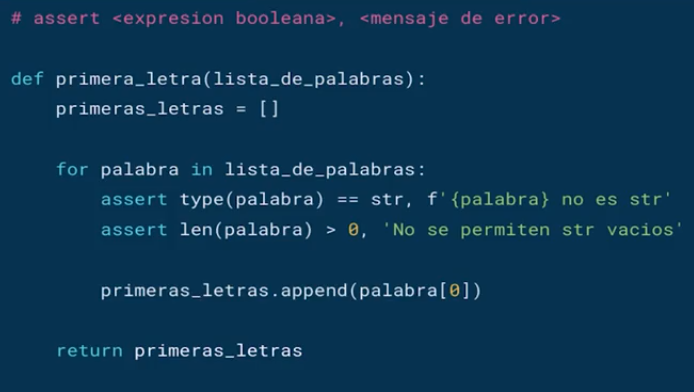 # assert <expresion booleana>, <mensaje de error>
def primera_letra(lista_de_palabras):
    primeras_letras = []
    for palabra in lista_de_palabras:
        assert type(palabra) == str, f'{palabra} no es str'
        assert len(palabra) > 0, 'No se permiten str vacios'
        primeras_letras.append(palabra[0])
    return primeras_letras